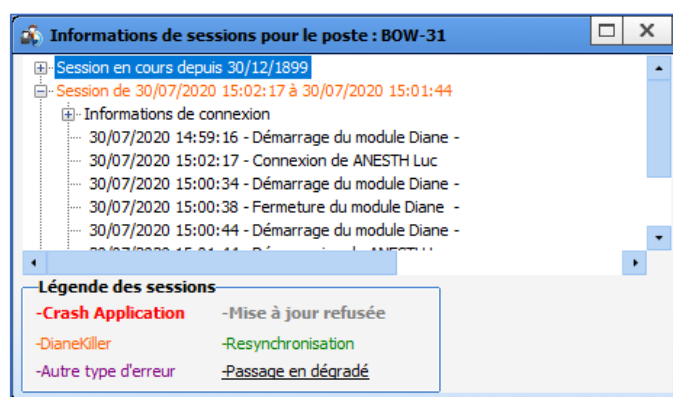 Informations de sessions pour le poste : BOW-31
Session en cours depuis 30/12/1899
Session de 30/07/2020 15:02:17 à 30/07/2020 15:01:44
Informations de connexion
30/07/2020 14:59:16 - Démarrage du module Diane -
30/07/2020 15:02:17 - Connexion de ANESTH Luc
30/07/2020 15:00:34 - Démarrage du module Diane -
30/07/2020 15:00:38 - Fermeture du module Diane -
30/07/2020 15:00:44 - Démarrage du module Diane -
Légende des sessions
-Crash Application -Mise à jour refusée
-DianeKiller -Resynchronisation
-Autre type d'erreur -Passage en dégradé